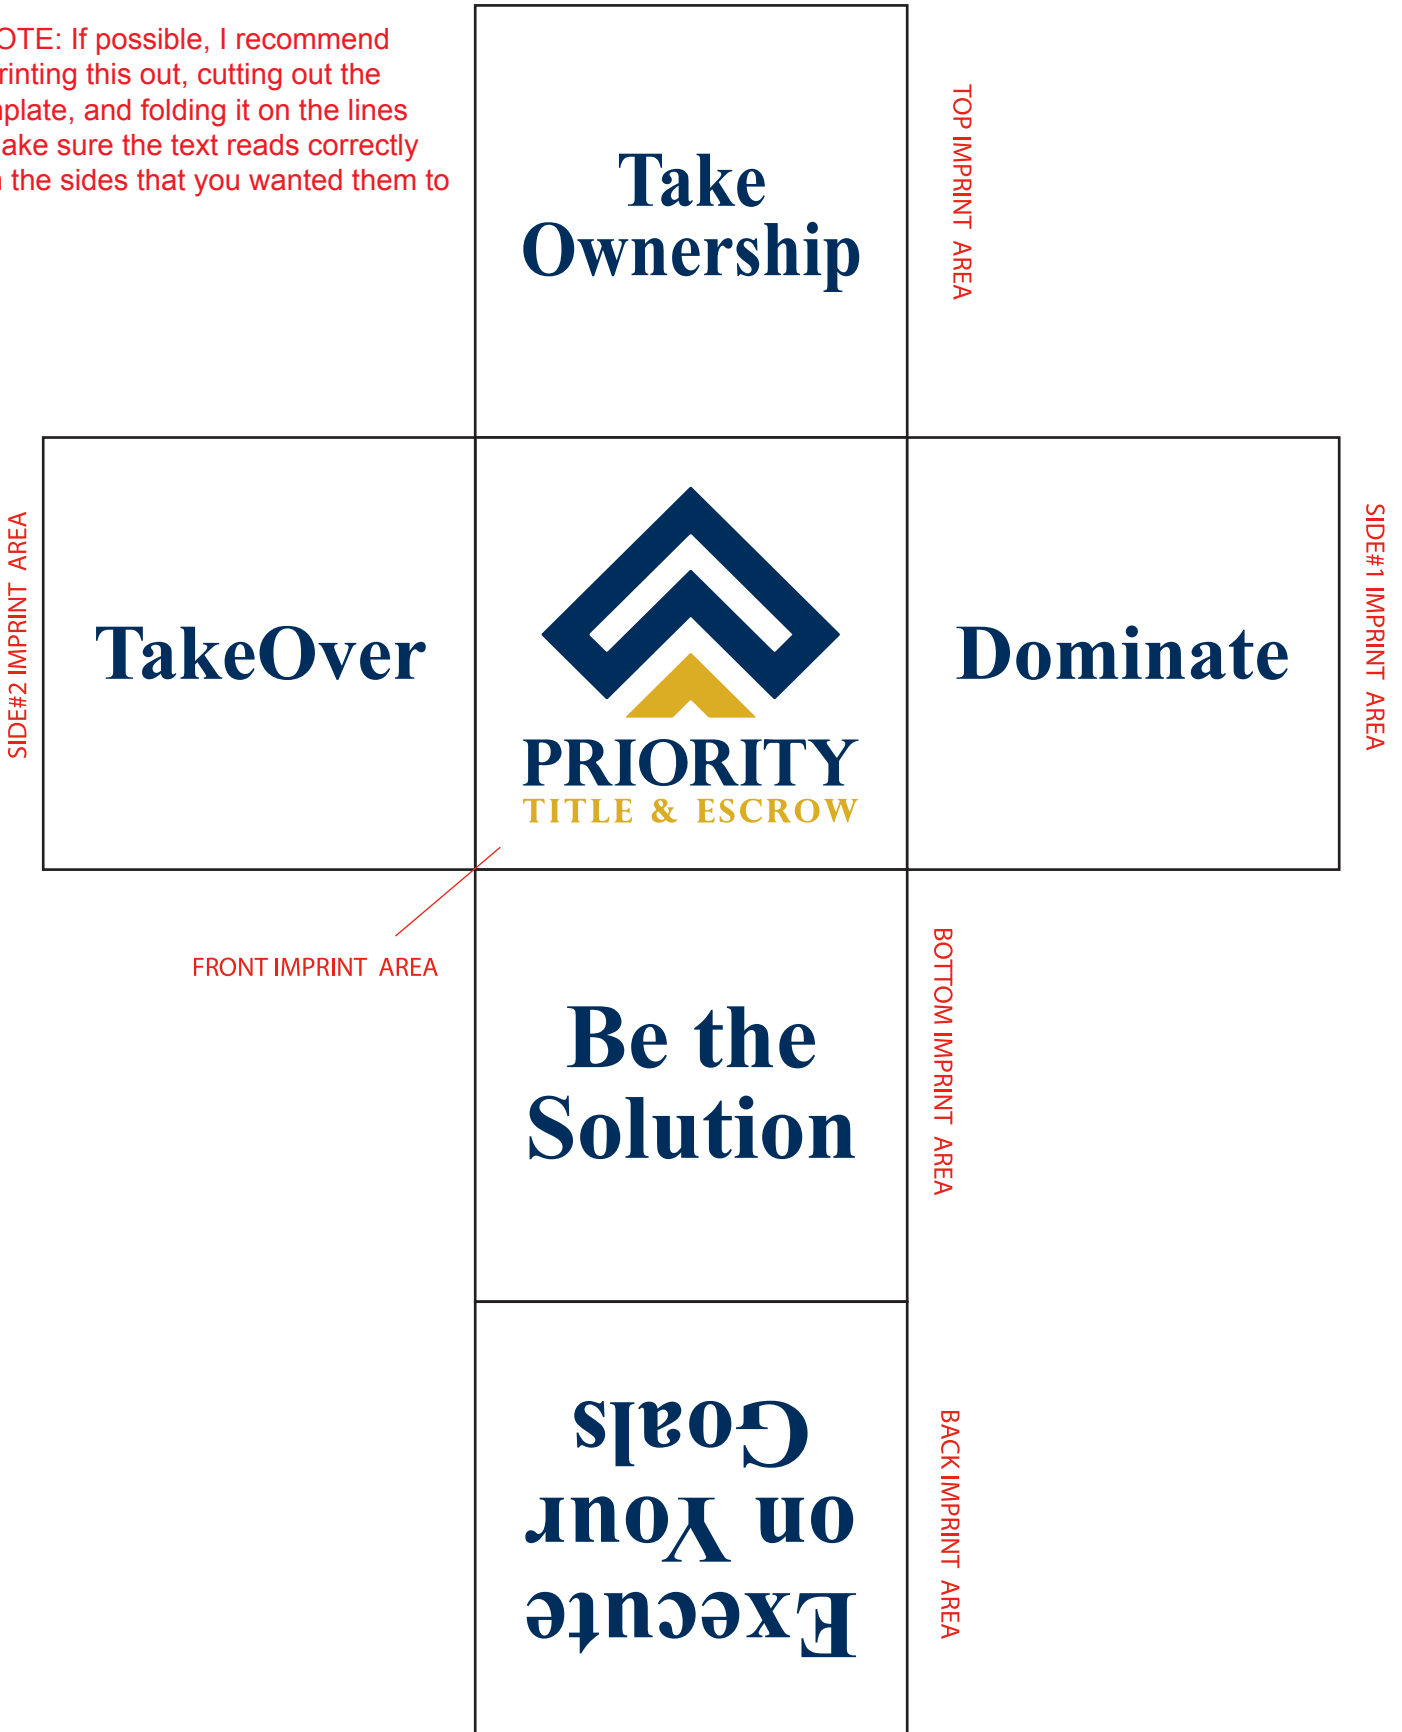 OTE: If possible, I recommend
rinting this out, cutting out the
plate, and folding it on the lines
ake sure the text reads correctly
the sides that you wanted them to
Take
Ownership
TOP IMPRINT AREA
SIDE#2 IMPRINT AREA
TakeOver
PRIORITY
TITLE & ESCROW
Dominate
SIDE#1 IMPRINT AREA
FRONT IMPRINT AREA
Be the
Solution
BOTTOM IMPRINT AREA
Execute
on Your
Goals
BACK IMPRINT AREA